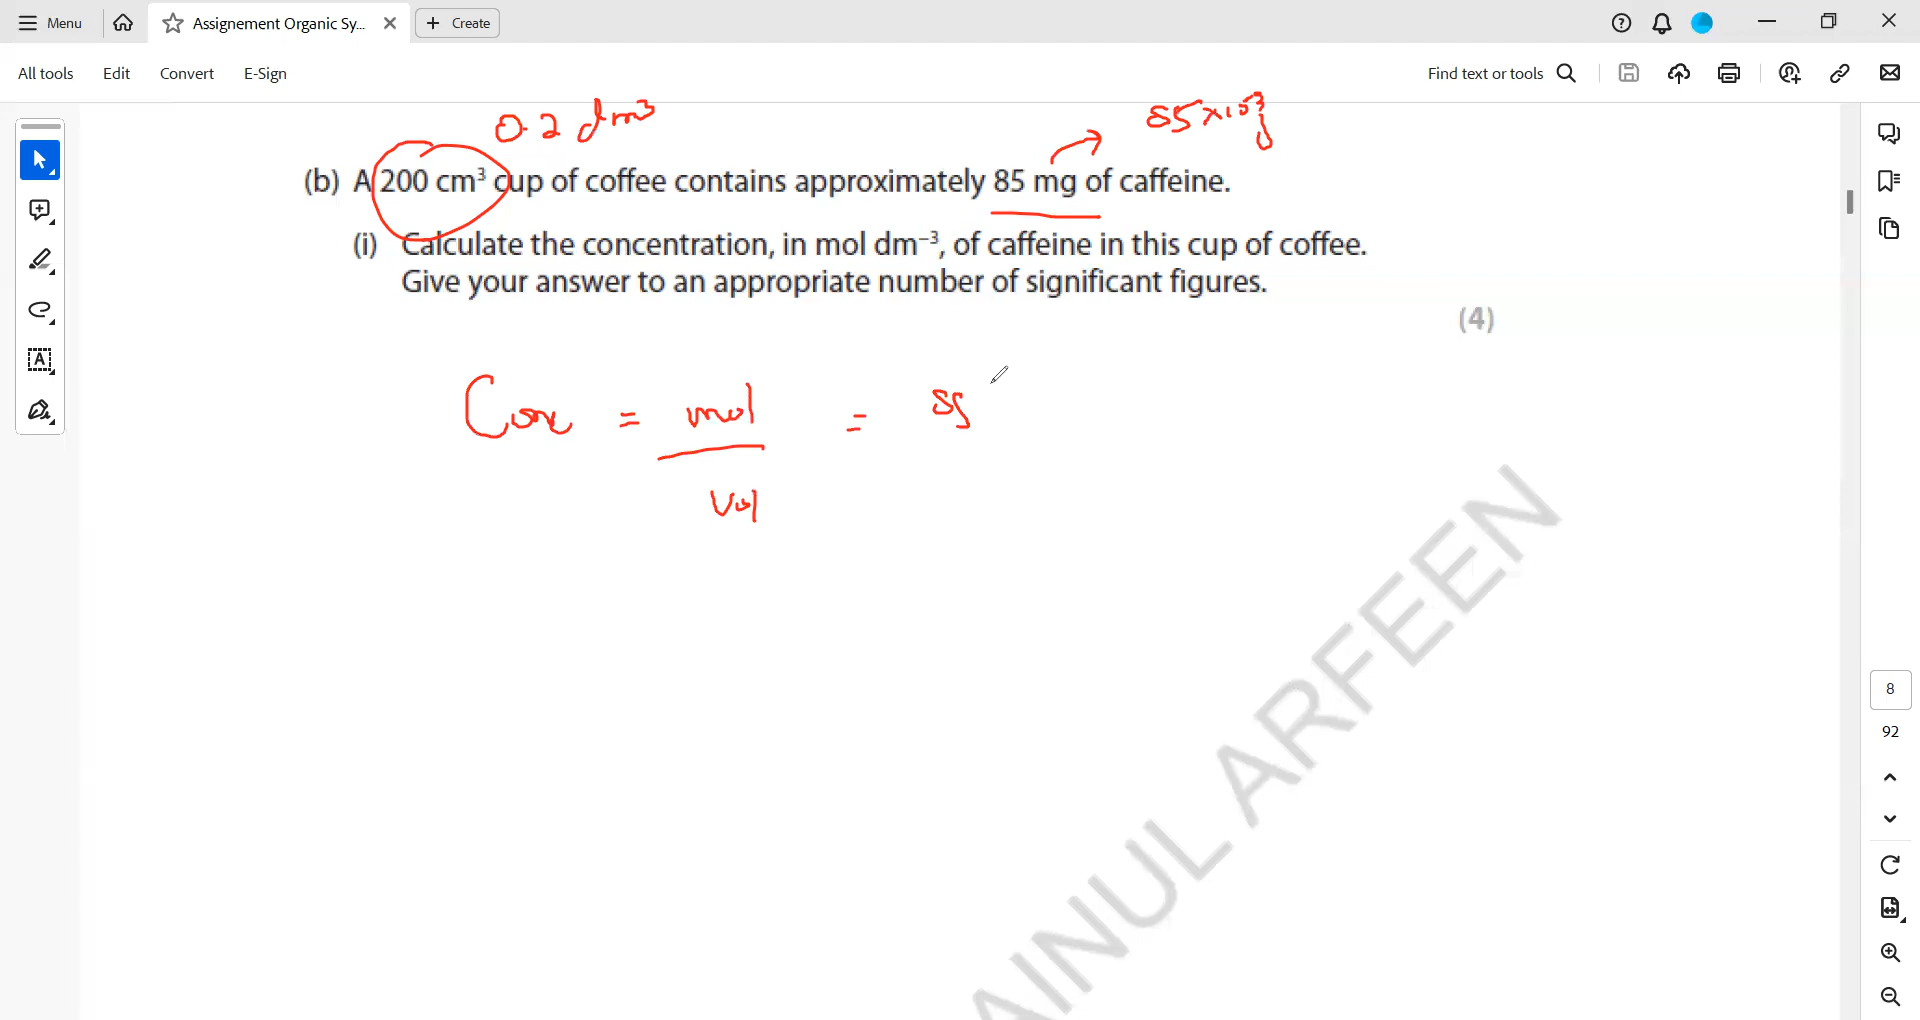 Menu Assignement Organic Sy... Create
All tools Edit Convert E-Sign Find text or tools
0.2 dm³ 85×10⁻³g
(b) A 200 cm³ cup of coffee contains approximately 85 mg of caffeine.
(i) Calculate the concentration, in mol dm⁻³, of caffeine in this cup of coffee.
Give your answer to an appropriate number of significant figures.
(4)
Conc = mol = 85
Vol
8
92
AINUL ARFEEN